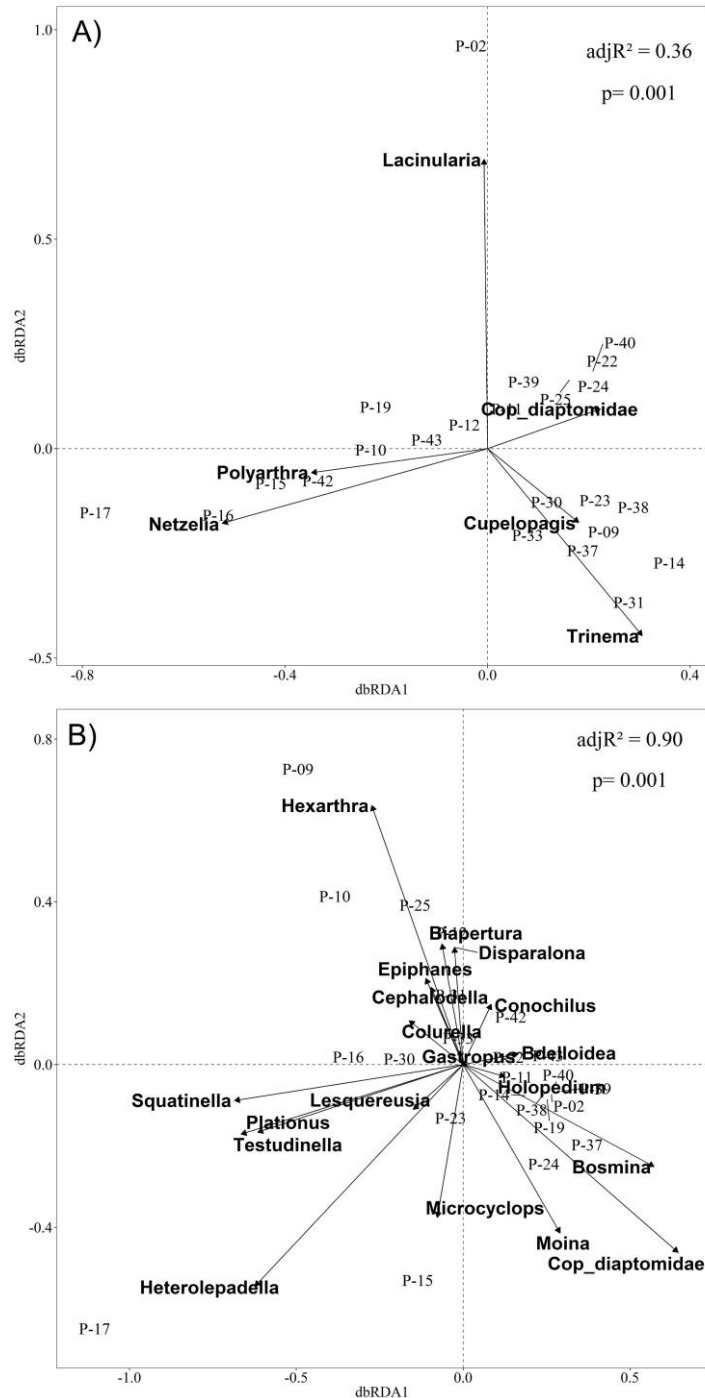 A)
1.0
P-02
adjR² = 0.36
p= 0.001
Lacinularia
0.5
dbRDA2
P-40
P-22
P-39
P-24
P-25
P-19
Cop_diaptomidae
P-12
P-43
0.0
P-10
Polyarthra
P-15
P-42
P-30
P-23
P-38
P-17
P-16
Netzelia
Cupelopagis
P-09
P-33
P-37
P-14
P-31
Trinema
-0.5
-0.8
-0.4
0.0
0.4
dbRDA1
B)
0.8
adjR² = 0.90
P-09
p= 0.001
Hexarthra
0.4
P-10
P-25
Biapertura
Disparalona
Epiphanes
Cephalodella
Conochilus
P-42
dbRDA2
Colurella
P-16
P-30
Gastropus
Bdelloidea
0.0
P-11
P-40
Holopedium
Squatinella
Lesquereusia
P-14
P-38
P-02
Plationus
P-23
P-19
Testudinella
P-37
P-24
Bosmina
Microcyclops
-0.4
Moina
Cop_diaptomidae
Heterolepadella
P-15
P-17
-1.0
-0.5
0.0
0.5
dbRDA1